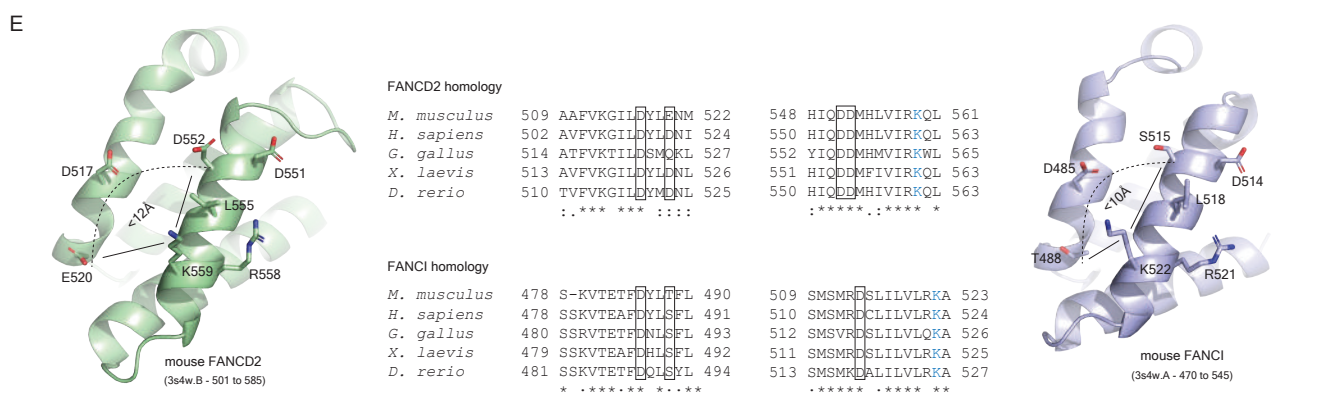 E
D552
D517
D551
L555
<12Å
E520
K559
R558
mouse FANCD2
(3s4w.B - 501 to 585)
FANCD2 homology
M. musculus 509 AAFVKGILDYLENM 522 548 HIQDDMHLVIRKQL 561
H. sapiens 502 AAFVKGILDYLDNI 524 550 HIQDDMHLVIRKQL 563
G. gallus 514 ATFVKTILDSMQKL 527 552 YIQDDMHMVIRKWL 565
X. laevis 513 AVFVKGILDYLDNL 526 551 HIQDDMFIVIRKQL 563
D. rerio 510 TVFVKGILDYMDNL 525 550 HIQDDMHLVIRKQL 563
:.*** *** :::: :*****.:**** *
FANCI homology
M. musculus 478 S-KVTETFDYLTFL 490 509 SMSMRDSLILVLRKA 523
H. sapiens 478 SSKVTEAFDYLSFL 491 510 SMSMRDCLILVLRKA 524
G. gallus 480 SSRVTETFDNLSFL 493 512 SMSVRDSLILVLQKA 526
X. laevis 479 SSKVTEAFDHLSFL 492 511 SMSMRDSLILVLRKA 525
D. rerio 481 SSKVTETFDQLSYL 494 513 SMSMKDALILVLRKA 527
* .****.** *.** .*****.*****.**
S515
D485
D514
<10Å
L518
T488
K522
R521
mouse FANCI
(3s4w.A - 470 to 545)